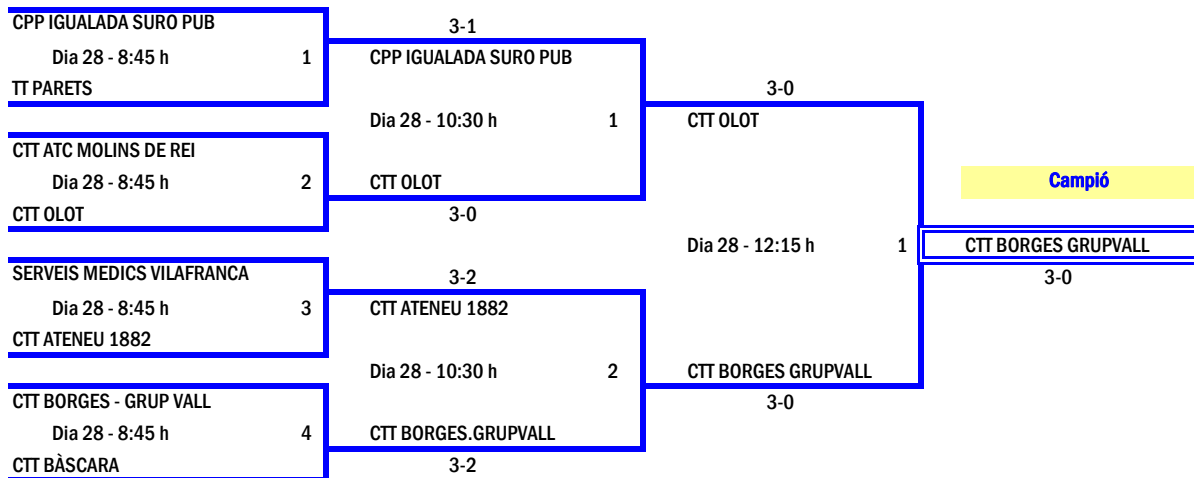 CPP IGUALADA SURO PUB
3-1
Dia 28 - 8:45 h 1
CPP IGUALADA SURO PUB
TT PARETS
3-0
Dia 28 - 10:30 h 1
CTT OLOT
CTT ATC MOLINS DE REI
Dia 28 - 8:45 h 2
CTT OLOT
Campió
CTT OLOT
3-0
Dia 28 - 12:15 h 1
CTT BORGES GRUPVALL
SERVEIS MEDICS VILAFRANCA
3-2
3-0
Dia 28 - 8:45 h 3
CTT ATENEU 1882
CTT ATENEU 1882
Dia 28 - 10:30 h 2
CTT BORGES GRUPVALL
CTT BORGES - GRUP VALL
3-0
Dia 28 - 8:45 h 4
CTT BORGES.GRUPVALL
CTT BÀSCARA
3-2